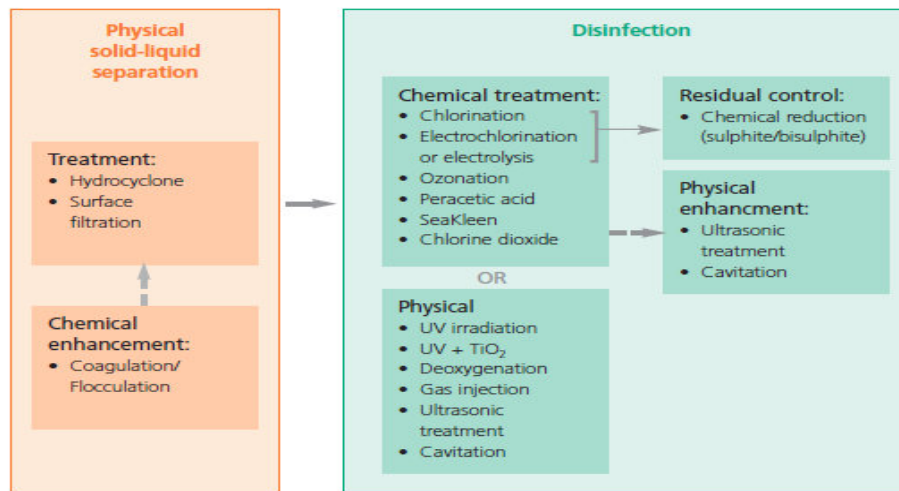 Physical
solid-liquid
separation
Treatment:
• Hydrocyclone
• Surface
filtration
Chemical
enhancement:
• Coagulation/
Flocculation
Disinfection
Chemical treatment:
• Chlorination
• Electrochlorination
or electrolysis
• Ozonation
• Peracetic acid
• SeaKleen
• Chlorine dioxide
OR
Physical
• UV irradiation
• UV + TiO₂
• Deoxygenation
• Gas injection
• Ultrasonic
treatment
• Cavitation
Residual control:
• Chemical reduction
(sulphite/bisulphite)
Physical
enhancment:
• Ultrasonic
treatment
• Cavitation